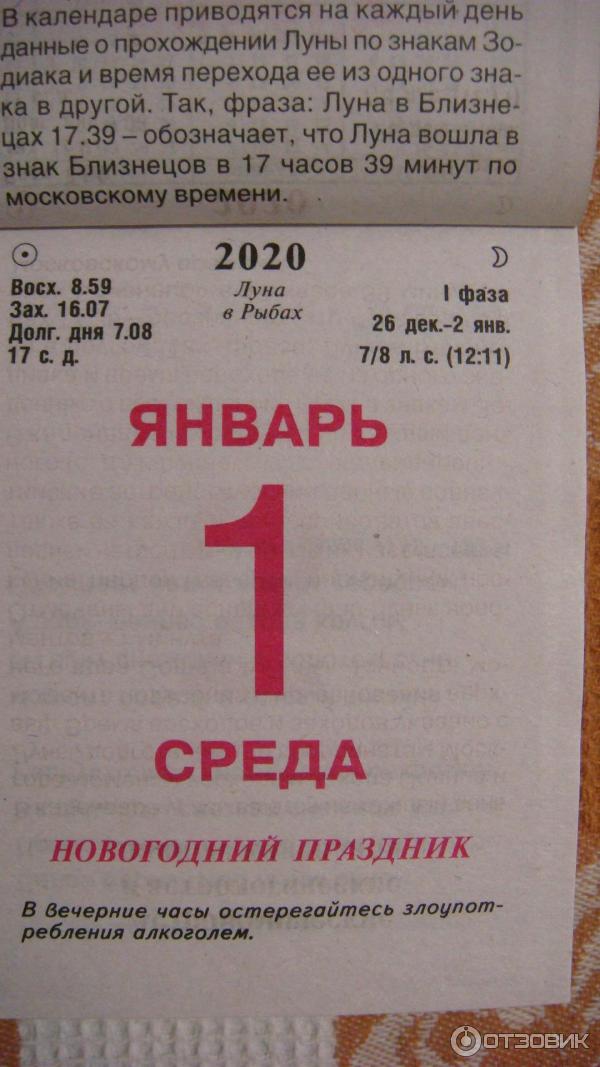 В календаре приводятся на каждый день
данные о прохождении Луны по знакам Зо-
диака и время перехода ее из одного зна-
ка в другой. Так, фраза: Луна в Близне-
цах 17.39 – обозначает, что Луна вошла в
знак Близнецов в 17 часов 39 минут по
московскому времени.
2020
Восх. 8.59
Зах. 16.07
Долг. дня 7.08
17 с. д.
Луна
в Рыбах
I фаза
26 дек.-2 янв.
7/8 л. с. (12:11)
ЯНВАРЬ
1
СРЕДА
НОВОГОДНИЙ ПРАЗДНИК
В вечерние часы остерегайтесь злоупот-
ребления алкоголем.
ОТЗОВИК